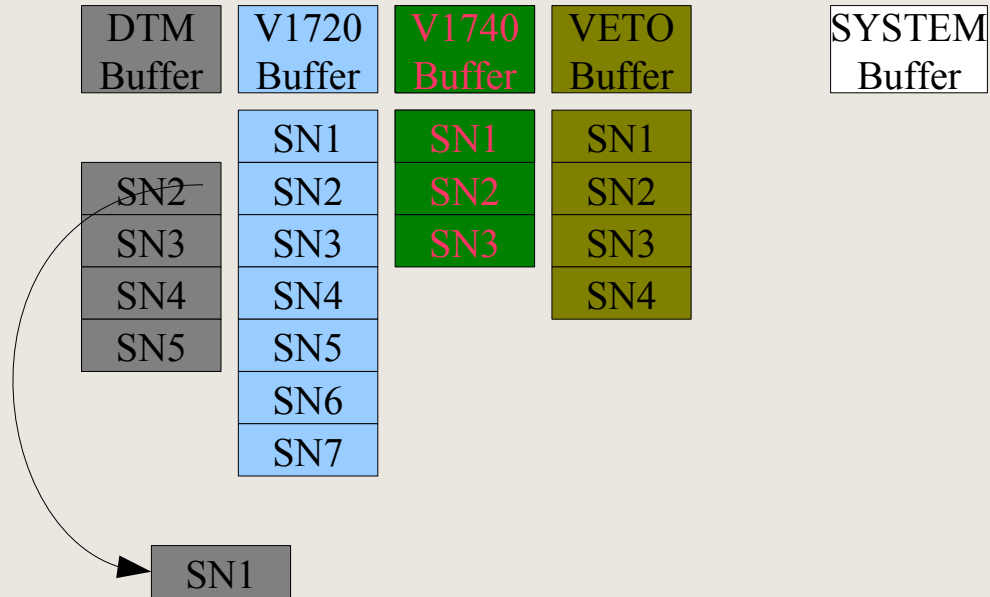 DTM
Buffer
V1720
Buffer
V1740
Buffer
VETO
Buffer
SYSTEM
Buffer
SN2
SN3
SN4
SN5
SN1
SN2
SN3
SN4
SN5
SN6
SN7
SN1
SN2
SN3
SN1
SN2
SN3
SN4
SN1